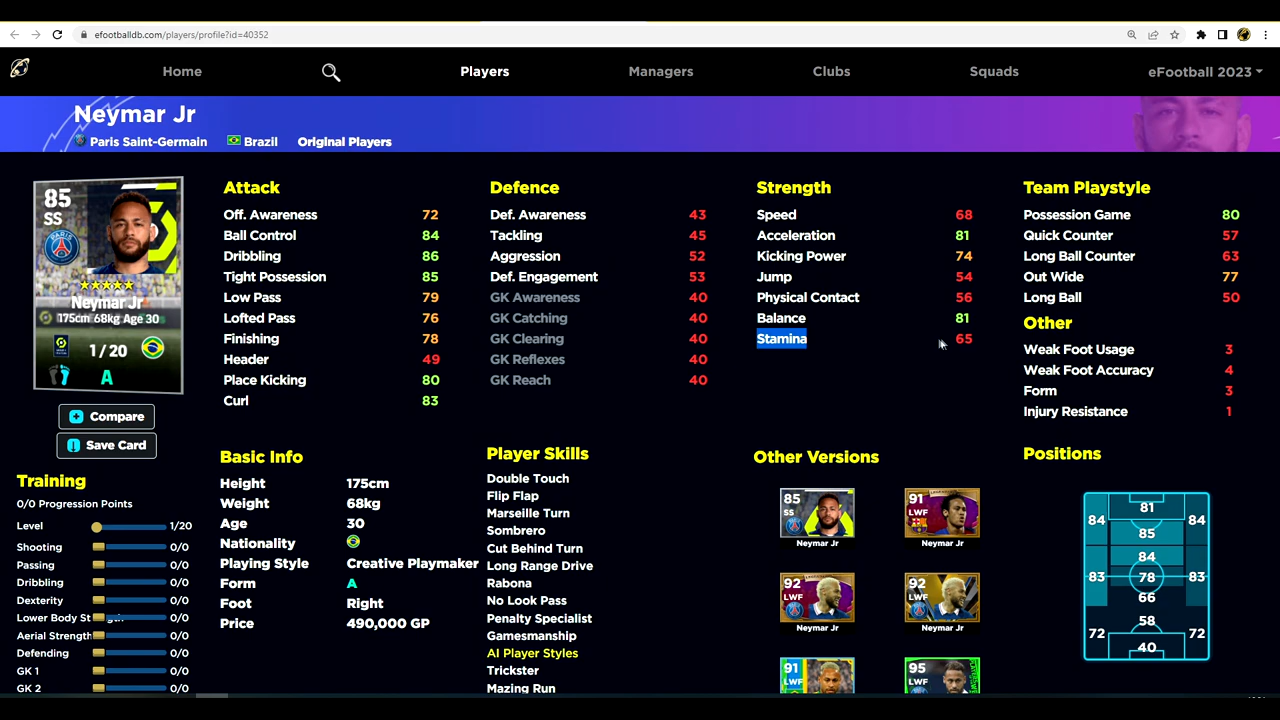 efootballdb.com/players/profile?id=40352
Home Players Managers Clubs Squads eFootball 2023
Neymar Jr
Paris Saint-Germain Brazil Original Players
85
SS
Neymar Jr
175cm 68kg Age 30
1 / 20
A
Compare
Save Card
Training
0/0 Progression Points
Level 1/20
Shooting 0/0
Passing 0/0
Dribbling 0/0
Dexterity 0/0
Lower Body Strength 0/0
Aerial Strength 0/0
Defending 0/0
GK 1 0/0
GK 2 0/0
Attack
Off. Awareness 72
Ball Control 84
Dribbling 86
Tight Possession 85
Low Pass 79
Lofted Pass 76
Finishing 78
Header 49
Place Kicking 80
Curl 83
Defence
Def. Awareness 43
Tackling 45
Aggression 52
Def. Engagement 53
GK Awareness 40
GK Catching 40
GK Clearing 40
GK Reflexes 40
GK Reach 40
Strength
Speed 68
Acceleration 81
Kicking Power 74
Jump 54
Physical Contact 56
Balance 81
Stamina 65
Team Playstyle
Possession Game 80
Quick Counter 57
Long Ball Counter 63
Out Wide 77
Long Ball 50
Other
Weak Foot Usage 3
Weak Foot Accuracy 4
Form 3
Injury Resistance 1
Basic Info
Height 175cm
Weight 68kg
Age 30
Nationality
Playing Style Creative Playmaker
Form A
Foot Right
Price 490,000 GP
Player Skills
Double Touch
Flip Flap
Marseille Turn
Sombrero
Cut Behind Turn
Long Range Drive
Rabona
No Look Pass
Penalty Specialist
Gamesmanship
AI Player Styles
Trickster
Mazing Run
Other Versions
85
SS
Neymar Jr
91
LWF
Neymar Jr
92
LWF
Neymar Jr
92
LWF
Neymar Jr
91
LWF
95
LWF
Positions
81
84 84
85
84
83 78 83
66
58
72 72
40